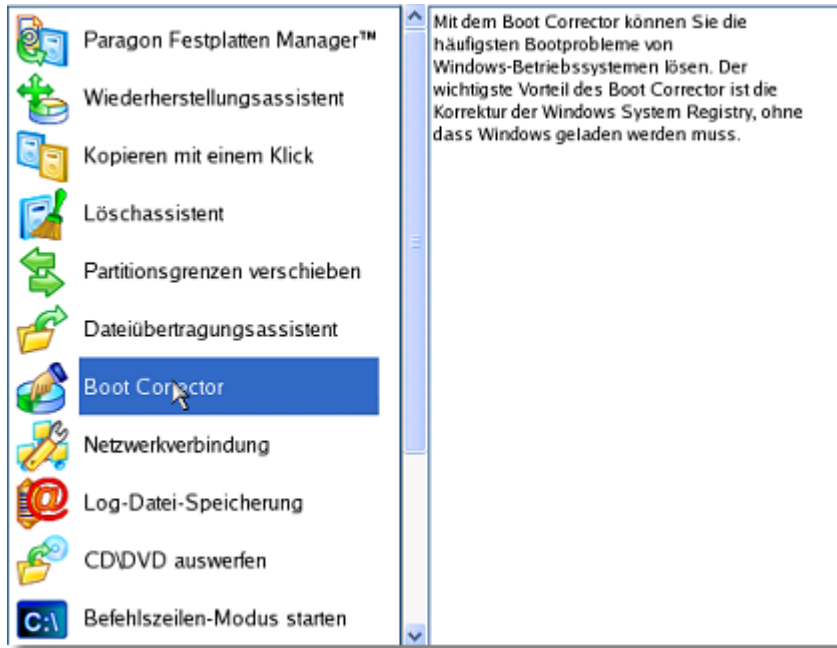 Paragon Festplatten Manager™
Wiederherstellungsassistent
Kopieren mit einem Klick
Löschassistent
Partitionsgrenzen verschieben
Dateiübertragungsassistent
Boot Corrector
Netzwerkverbindung
Log-Datei-Speicherung
CD\DVD auswerfen
C:\ Befehlszeilen-Modus starten
Mit dem Boot Corrector können Sie die
häufigsten Bootprobleme von
Windows-Betriebssystemen lösen. Der
wichtigste Vorteil des Boot Corrector ist die
Korrektur der Windows System Registry, ohne
dass Windows geladen werden muss.